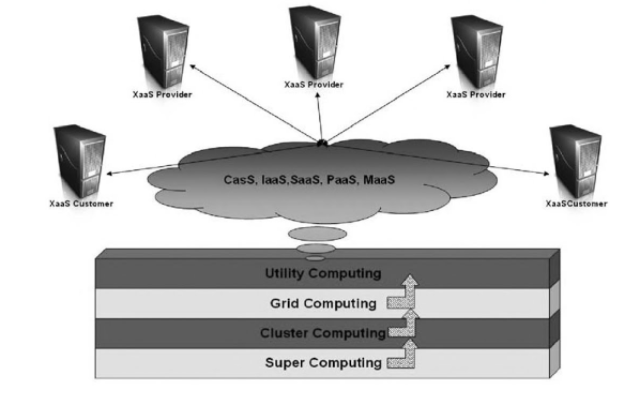 XaaS Provider
XaaS Provider
XaaS Provider
XaaS Customer
CasS, IaaS,SaaS, PaaS, MaaS
XaaSCustomer
Utility Computing
Grid Computing
Cluster Computing
Super Computing